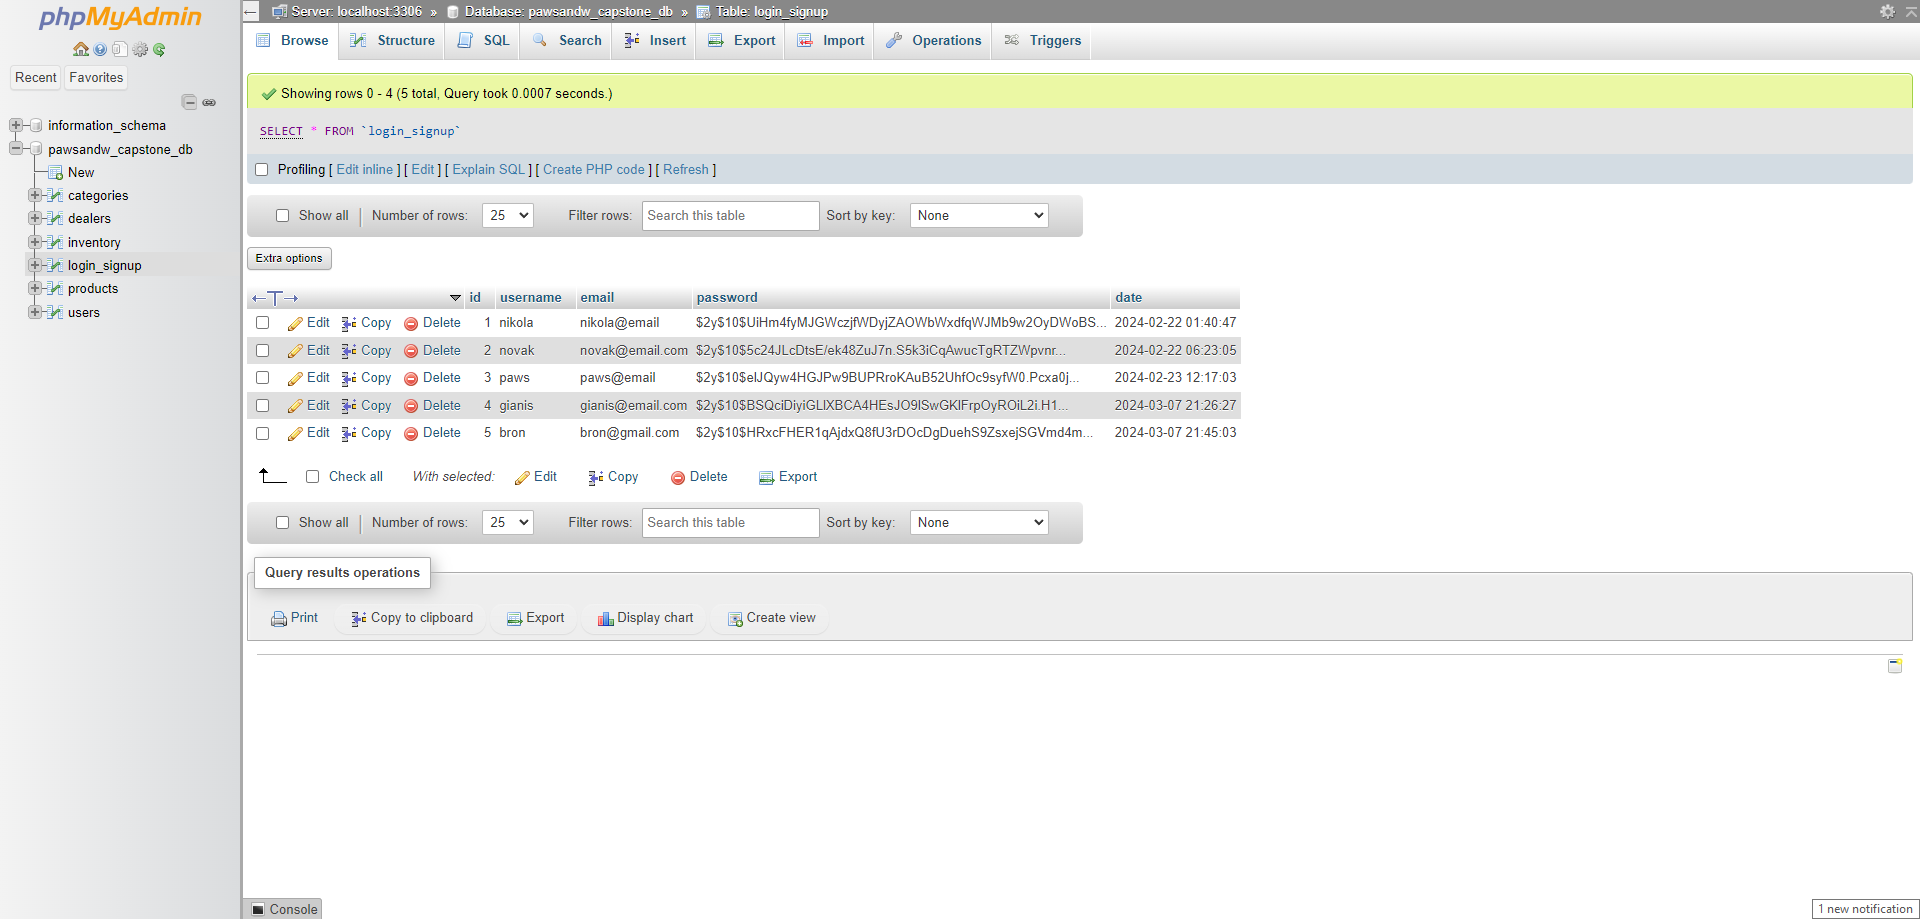 phpMyAdmin
Recent Favorites
information_schema
pawsandw_capstone_db
New
categories
dealers
inventory
login_signup
products
users
Server: localhost:3306 » Database: pawsandw_capstone_db » Table: login_signup
Browse Structure SQL Search Insert Export Import Operations Triggers
Showing rows 0 - 4 (5 total, Query took 0.0007 seconds.)
SELECT * FROM `login_signup`
Profiling [ Edit inline ] [ Edit ] [ Explain SQL ] [ Create PHP code ] [ Refresh ]
Show all Number of rows: 25 Filter rows: Search this table Sort by key: None
Extra options
id username email password date
Edit Copy Delete 1 nikola nikola@email $2y$10$UiHm4fyMJGWczjfWDyjZAOWbWxdfqWJMb9w2OyDWoBS... 2024-02-22 01:40:47
Edit Copy Delete 2 novak novak@email.com $2y$10$5c24JLcDtsE/ek48ZuJ7n.S5k3iCqAwucTgRTZWpvnr... 2024-02-22 06:23:05
Edit Copy Delete 3 paws paws@email $2y$10$elJQyw4HGJPw9BUPRroKAuB52UhfOc9syfW0.Pcxa0j... 2024-02-23 12:17:03
Edit Copy Delete 4 gianis gianis@email.com $2y$10$BSQciDiyiGLlXBCA4HEsJO9ISwGKlFrpOyROiL2i.H1... 2024-03-07 21:26:27
Edit Copy Delete 5 bron bron@gmail.com $2y$10$HRxcFHER1qAjdxQ8fU3rDOcDgDuehS9ZsxejSGVmd4m... 2024-03-07 21:45:03
Check all With selected: Edit Copy Delete Export
Show all Number of rows: 25 Filter rows: Search this table Sort by key: None
Query results operations
Print Copy to clipboard Export Display chart Create view
Console
1 new notification